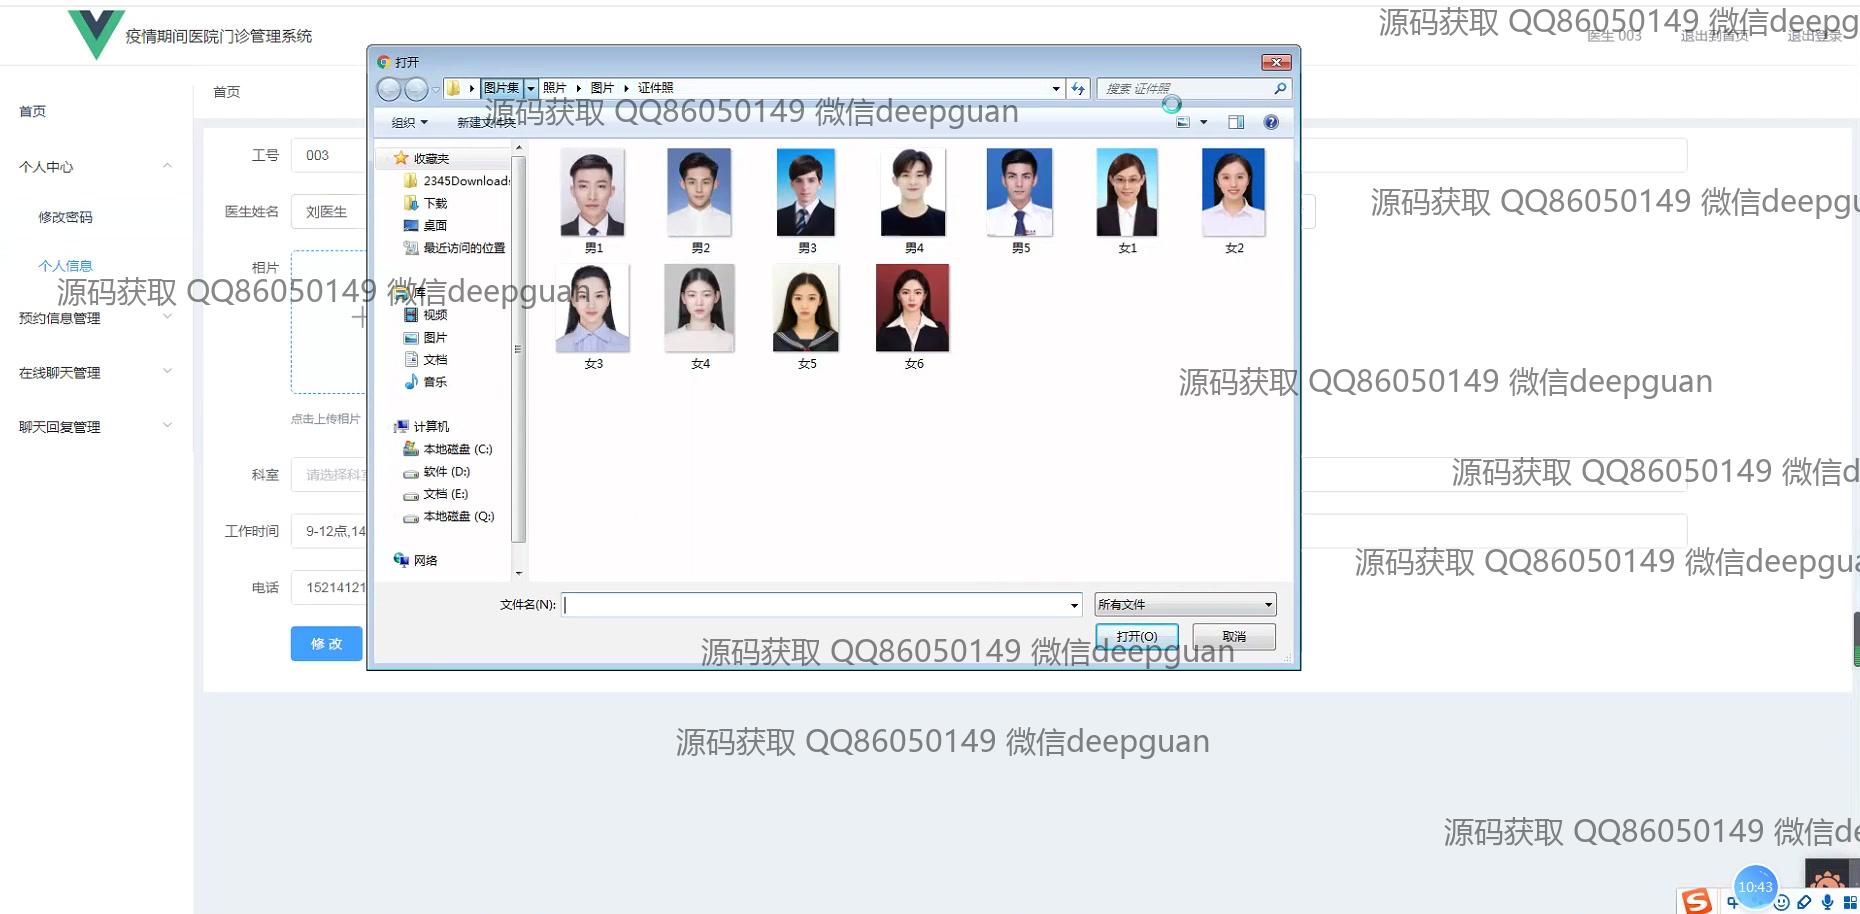 疫情期间医院门诊管理系统
源码获取 QQ86050149 微信deepg
医生 003
退出到首页
退出登录
打开
图片集 照片 图片 证件照
搜索 证件照
首页
首页
组织
新建文件夹
源码获取 QQ86050149 微信deepguan
个人中心
修改密码
个人信息
预约信息管理
在线聊天管理
聊天回复管理
工号
003
医生姓名
刘医生
相片
点击上传相片
科室
请选择科室
工作时间
9-12点,14
电话
15214121
修改
收藏夹
2345Downloads
下载
桌面
最近访问的位置
库
视频
图片
文档
音乐
计算机
本地磁盘 (C:)
软件 (D:)
文档 (E:)
本地磁盘 (Q:)
网络
男1
男2
男3
男4
男5
女1
女2
女3
女4
女5
女6
源码获取 QQ86050149 微信deepgu
源码获取 QQ86050149 微信deepguan
源码获取 QQ86050149 微信deepguan
源码获取 QQ86050149 微信d
源码获取 QQ86050149 微信deepgua
文件名(N):
所有文件
打开(O)
取消
源码获取 QQ86050149 微信deepguan
源码获取 QQ86050149 微信deepguan
源码获取 QQ86050149 微信de
10:43